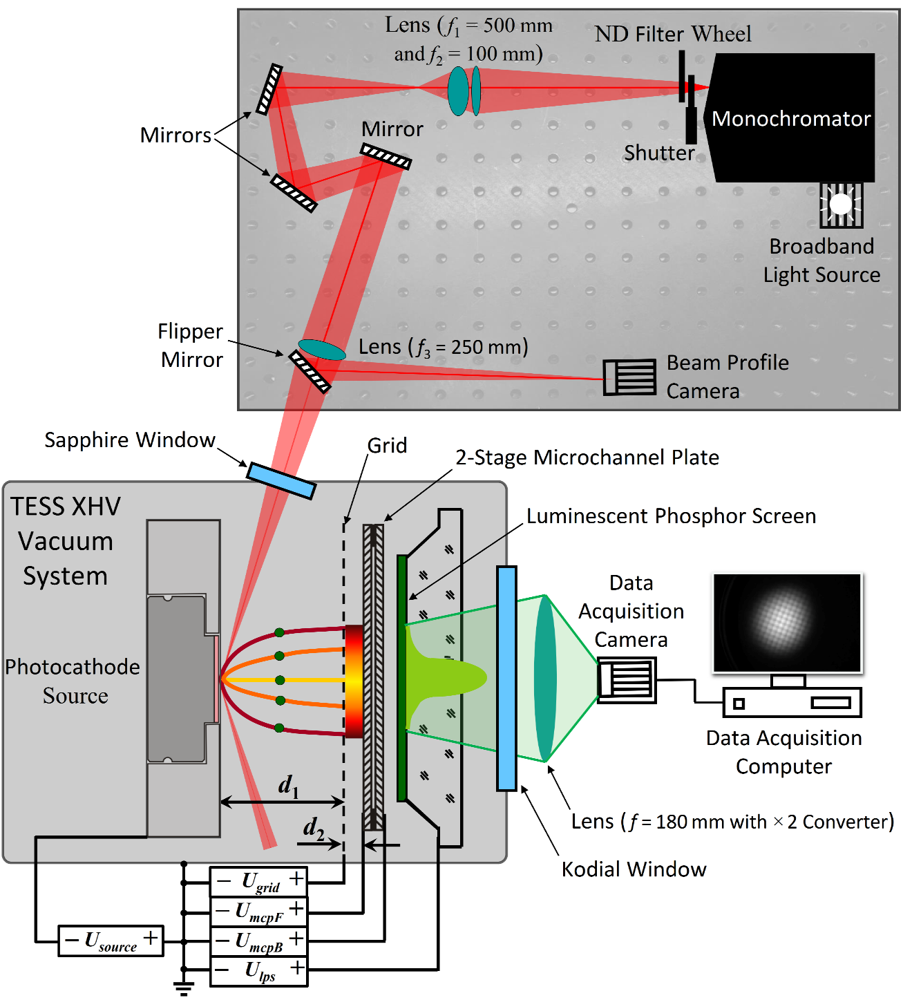 Lens (f1 = 500 mm
and f2 = 100 mm)
ND Filter Wheel
Monochromator
Mirrors
Mirror
Shutter
Broadband
Light Source
Flipper
Mirror
Lens (f3 = 250 mm)
Beam Profile
Camera
Sapphire Window
Grid
2-Stage Microchannel Plate
TESS XHV
Vacuum
System
Luminescent Phosphor Screen
Data
Acquisition
Camera
Photocathode
Source
Data Acquisition
Computer
d1
d2
Lens (f = 180 mm with × 2 Converter)
Kodial Window
− Ugrid +
− UmcpF +
− Usource +
− UmcpB +
− Ulps +